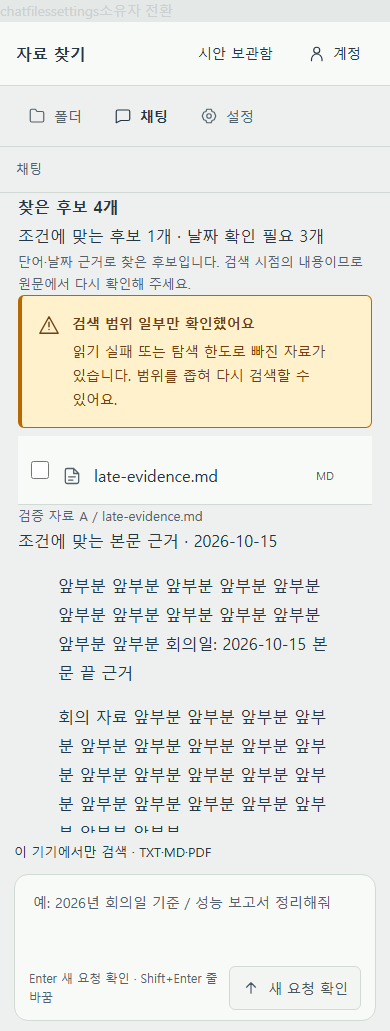 chatfilessettings소유자 전환
자료 찾기
시안 보관함
계정
폴더
채팅
설정
채팅
찾은 후보 4개
조건에 맞는 후보 1개 · 날짜 확인 필요 3개
단어·날짜 근거로 찾은 후보입니다. 검색 시점의 내용이므로
원문에서 다시 확인해 주세요.
검색 범위 일부만 확인했어요
읽기 실패 또는 탐색 한도로 빠진 자료가
있습니다. 범위를 좁혀 다시 검색할 수
있어요.
late-evidence.md
MD
검증 자료 A / late-evidence.md
조건에 맞는 본문 근거 · 2026-10-15
앞부분 앞부분 앞부분 앞부분 앞부분
앞부분 앞부분 앞부분 앞부분 앞부분
앞부분 앞부분 회의일: 2026-10-15 본
문 끝 근거
회의 자료 앞부분 앞부분 앞부분 앞부
분 앞부분 앞부분 앞부분 앞부분 앞부
분 앞부분 앞부분 앞부분 앞부분 앞부
분 앞부분 앞부분 앞부분 앞부분 앞부
분 앞부분 앞부분
이 기기에서만 검색 · TXT·MD·PDF
예: 2026년 회의일 기준 / 성능 보고서 정리해줘
Enter 새 요청 확인 · Shift+Enter 줄
바꿈
새 요청 확인